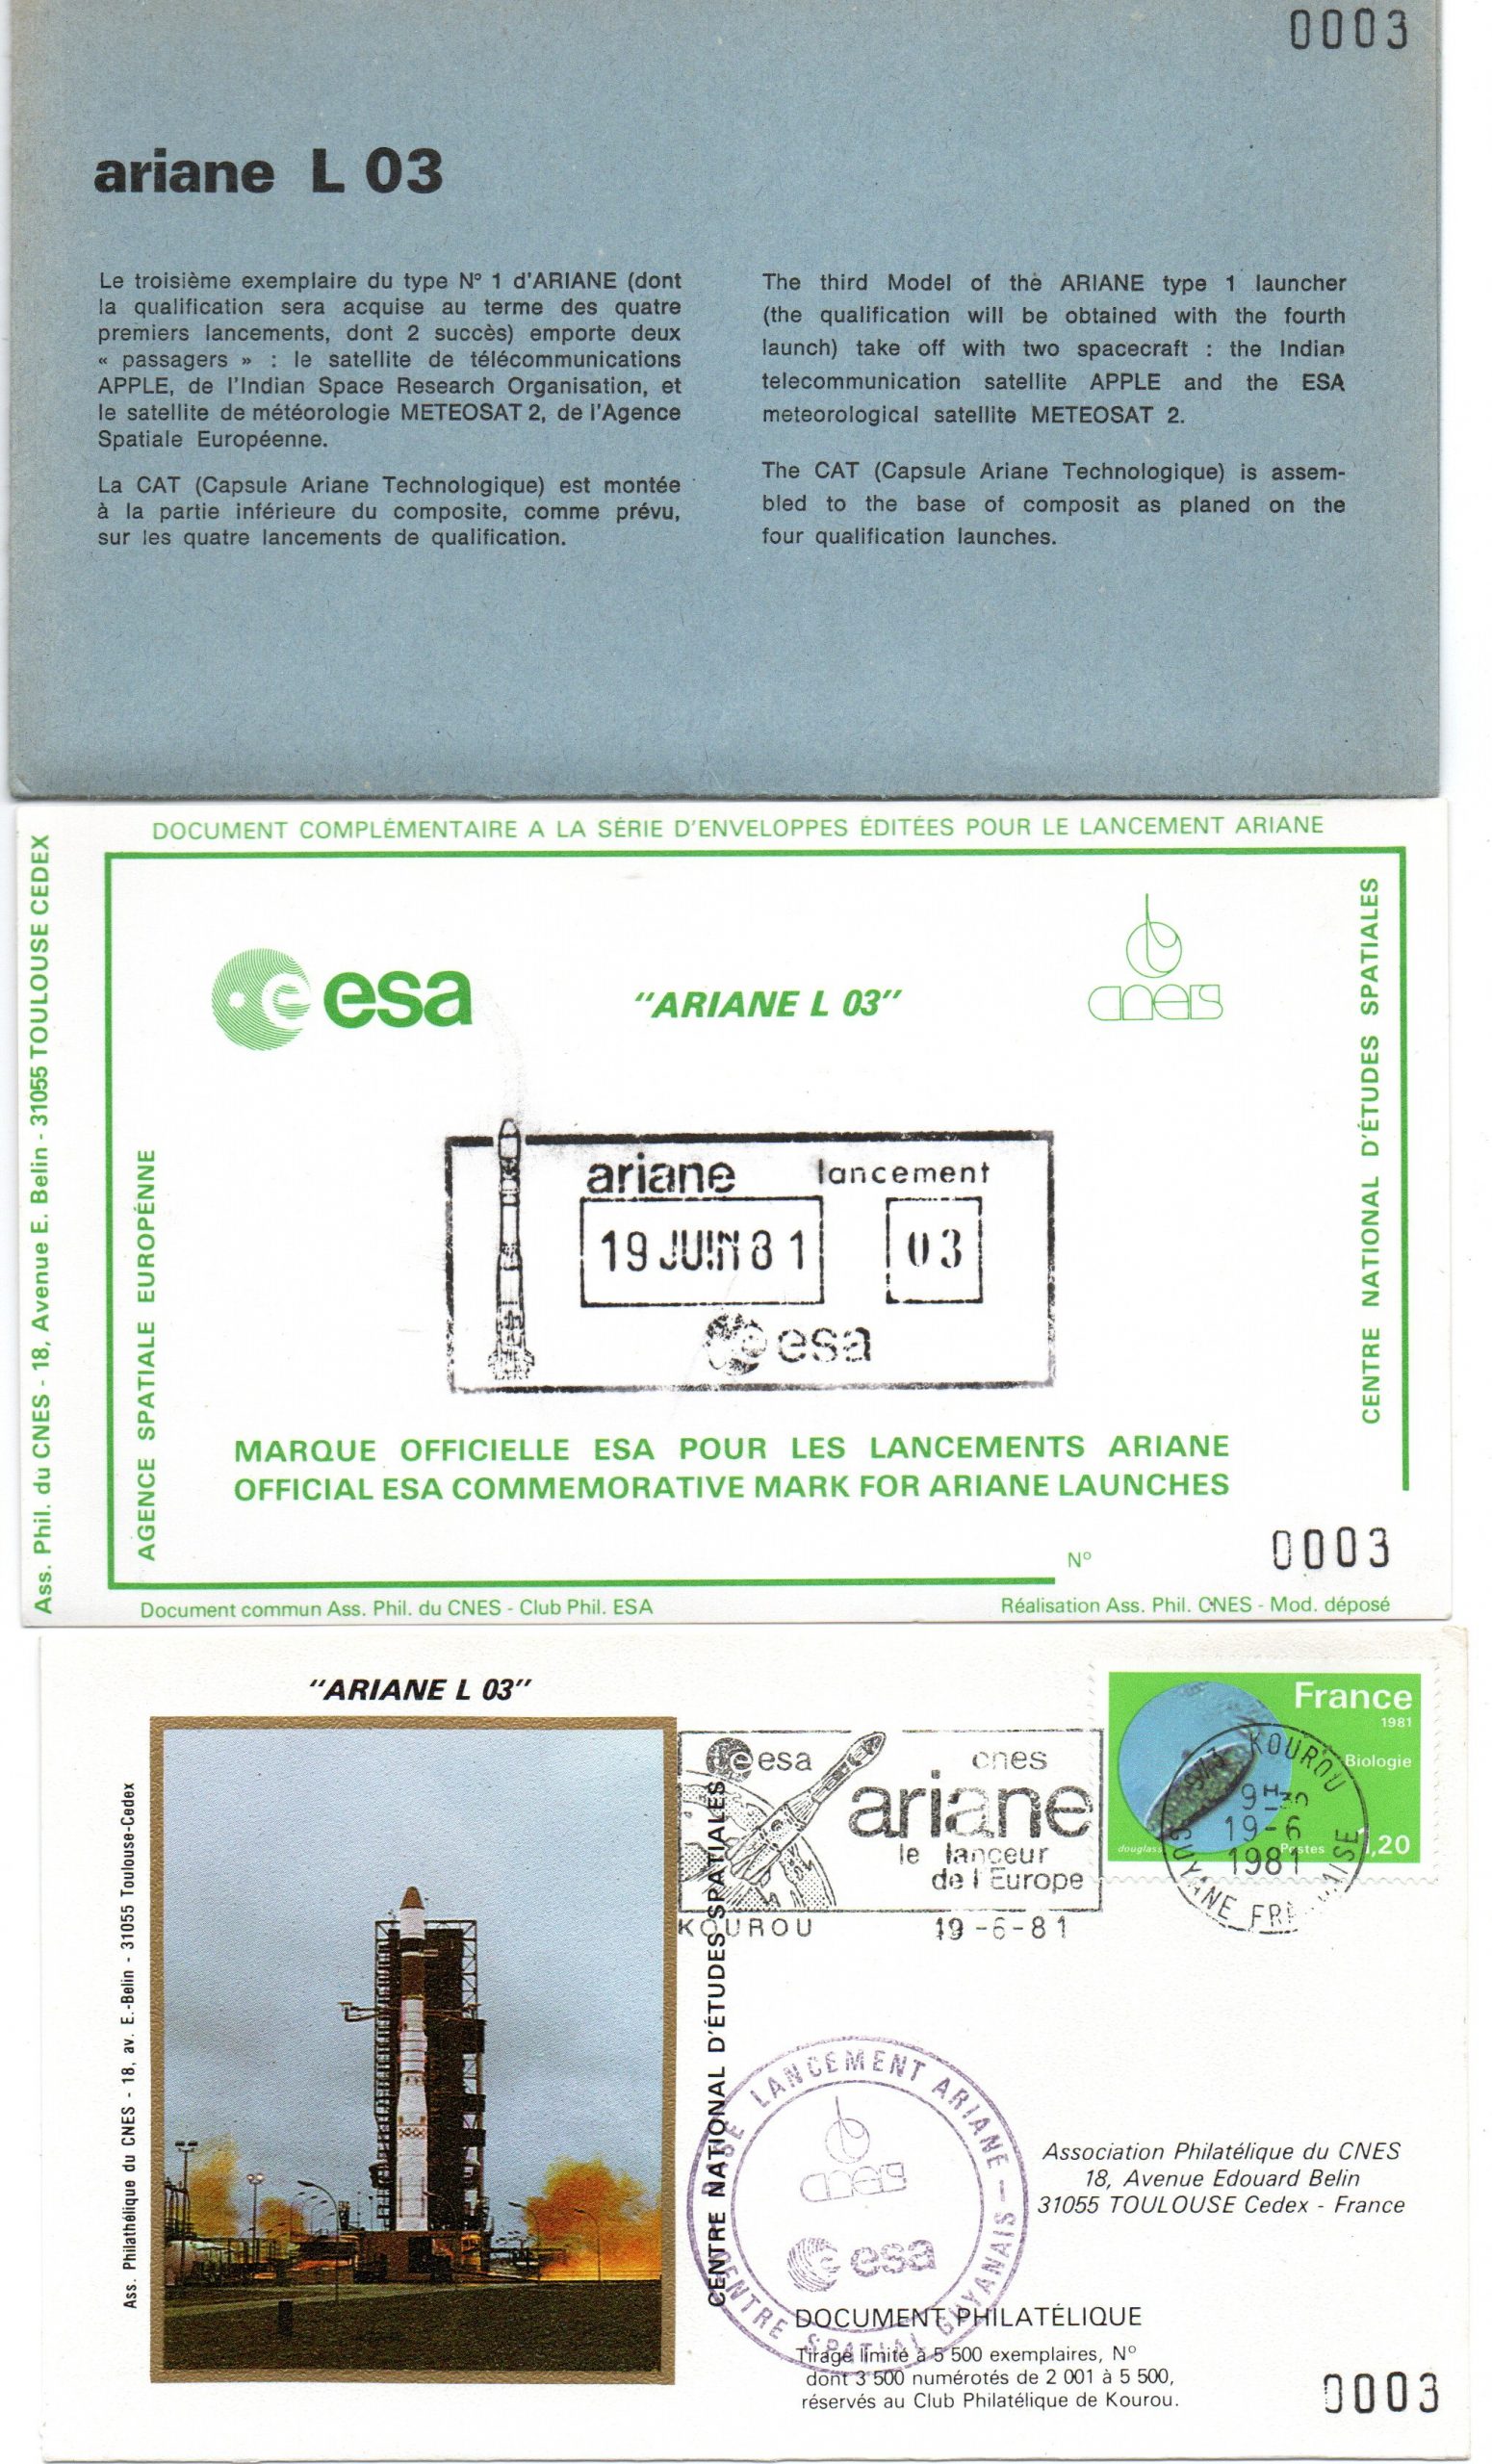 0003
ariane L 03
Le troisième exemplaire du type N° 1 d'ARIANE (dont
la qualification sera acquise au terme des quatre
premiers lancements, dont 2 succès) emporte deux
« passagers » : le satellite de télécommunications
APPLE, de l'Indian Space Research Organisation, et
le satellite de météorologie METEOSAT 2, de l'Agence
Spatiale Européenne.
La CAT (Capsule Ariane Technologique) est montée
à la partie inférieure du composite, comme prévu,
sur les quatre lancements de qualification.
The third Model of the ARIANE type 1 launcher
(the qualification will be obtained with the fourth
launch) take off with two spacecraft : the Indian
telecommunication satellite APPLE and the ESA
meteorological satellite METEOSAT 2.
The CAT (Capsule Ariane Technologique) is assem-
bled to the base of composit as planed on the
four qualification launches.
DOCUMENT COMPLÉMENTAIRE A LA SÉRIE D'ENVELOPPES ÉDITÉES POUR LE LANCEMENT ARIANE
Ass. Phil. du CNES - 18, Avenue E. Belin - 31055 TOULOUSE CEDEX
AGENCE SPATIALE EUROPÉNNE
CENTRE NATIONAL D'ÉTUDES SPATIALES
esa
"ARIANE L 03"
cnes
ariane lancement
19 JUIN 81 03
esa
MARQUE OFFICIELLE ESA POUR LES LANCEMENTS ARIANE
OFFICIAL ESA COMMEMORATIVE MARK FOR ARIANE LAUNCHES
N° 0003
Document commun Ass. Phil. du CNES - Club Phil. ESA
Réalisation Ass. Phil. CNES - Mod. déposé
"ARIANE L 03"
Ass. Philathélique du CNES - 18, av. E.-Belin - 31055 Toulouse-Cedex
CENTRE NATIONAL D'ÉTUDES SPATIALES
esa cnes
ariane
le lanceur
de l'Europe
KOUROU 19-6-81
France
1981
Biologie
douglass
Postes
1,20
KOUROU
9H30
19-6
1981
GUYANE FRANÇAISE
BASE LANCEMENT ARIANE -
CENTRE SPATIAL GUYANAIS -
cnes
esa
Association Philatélique du CNES
18, Avenue Edouard Belin
31055 TOULOUSE Cedex - France
DOCUMENT PHILATÉLIQUE
Tirage limité à 5 500 exemplaires, N°
dont 3 500 numérotés de 2 001 à 5 500,
réservés au Club Philatélique de Kourou.
0003